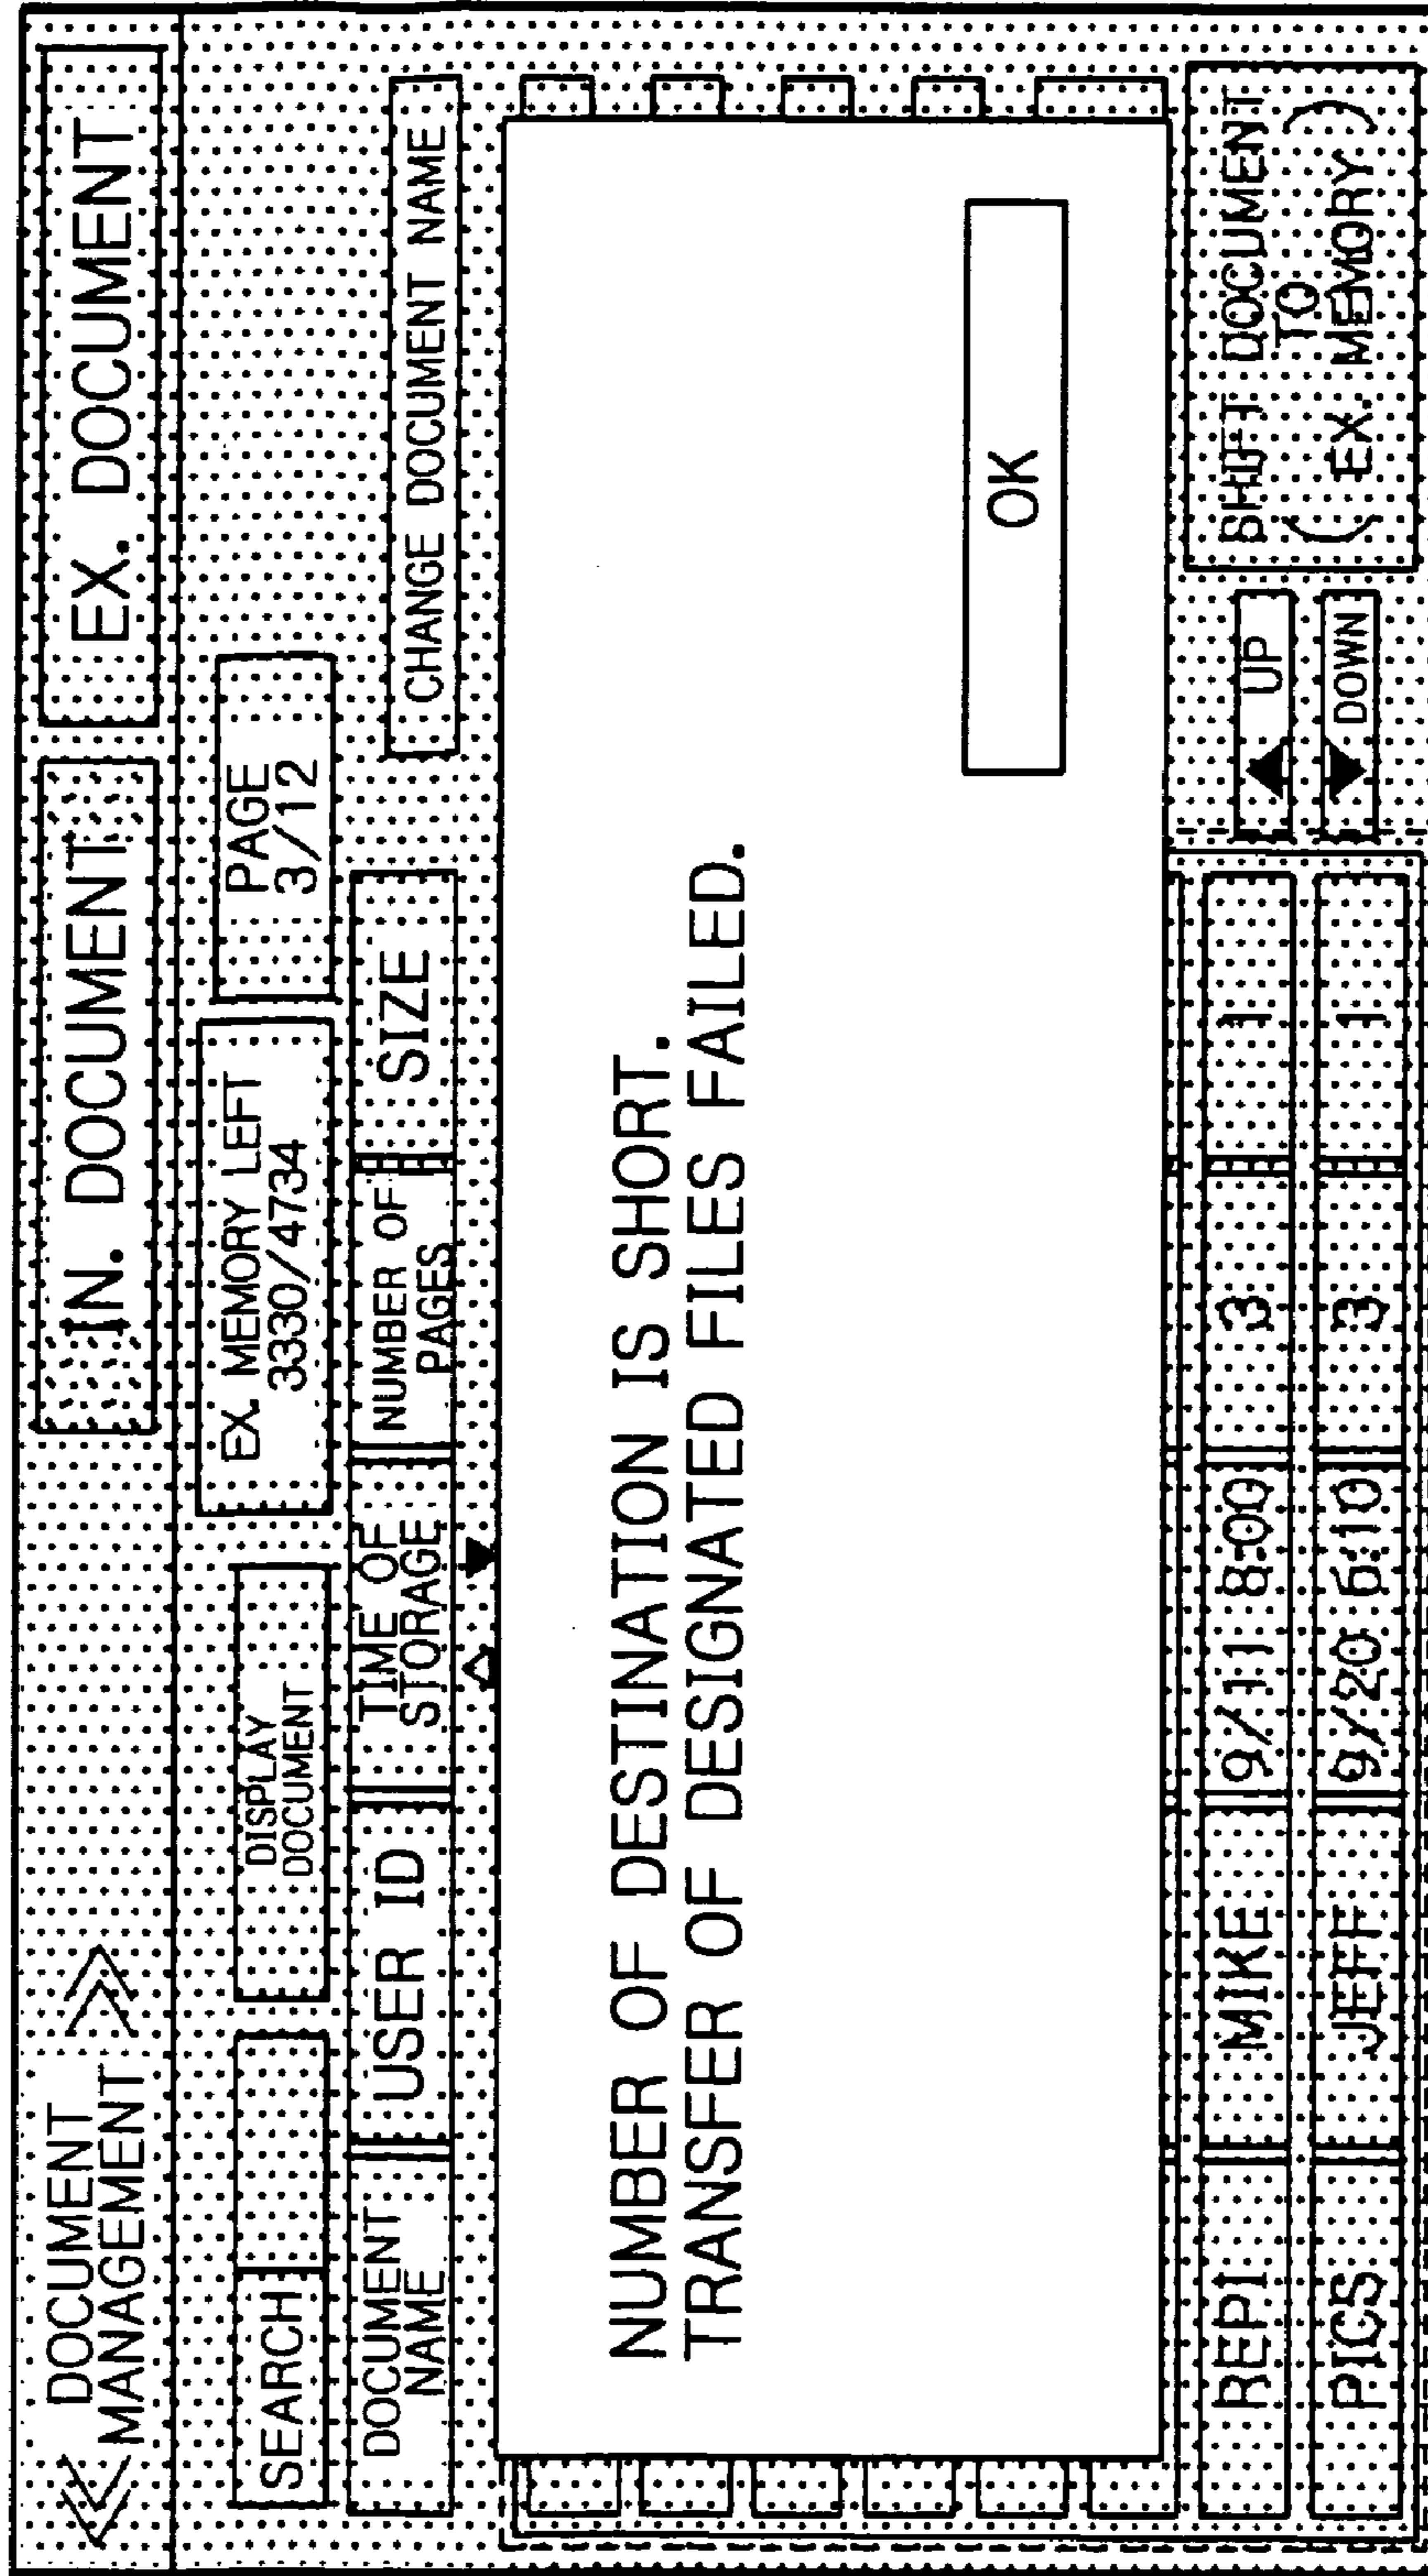 DOCUMENT
MANAGEMENT
IN. DOCUMENT
EX. DOCUMENT
SEARCH
DISPLAY
DOCUMENT
EX. MEMORY LEFT
3330/4734
PAGE
3/12
DOCUMENT
NAME
USER ID
TIME OF
STORAGE
NUMBER OF
PAGES
SIZE
CHANGE DOCUMENT NAME
NUMBER OF DESTINATION IS SHORT.
TRANSFER OF DESIGNATED FILES FAILED.
OK
REPI MIKE 9/11 8:00 3 1
PICS JEFF 9/20 6:10 3 1
▲ UP
▼ DOWN
SHIFT DOCUMENT
TO
( EX. MEMORY )